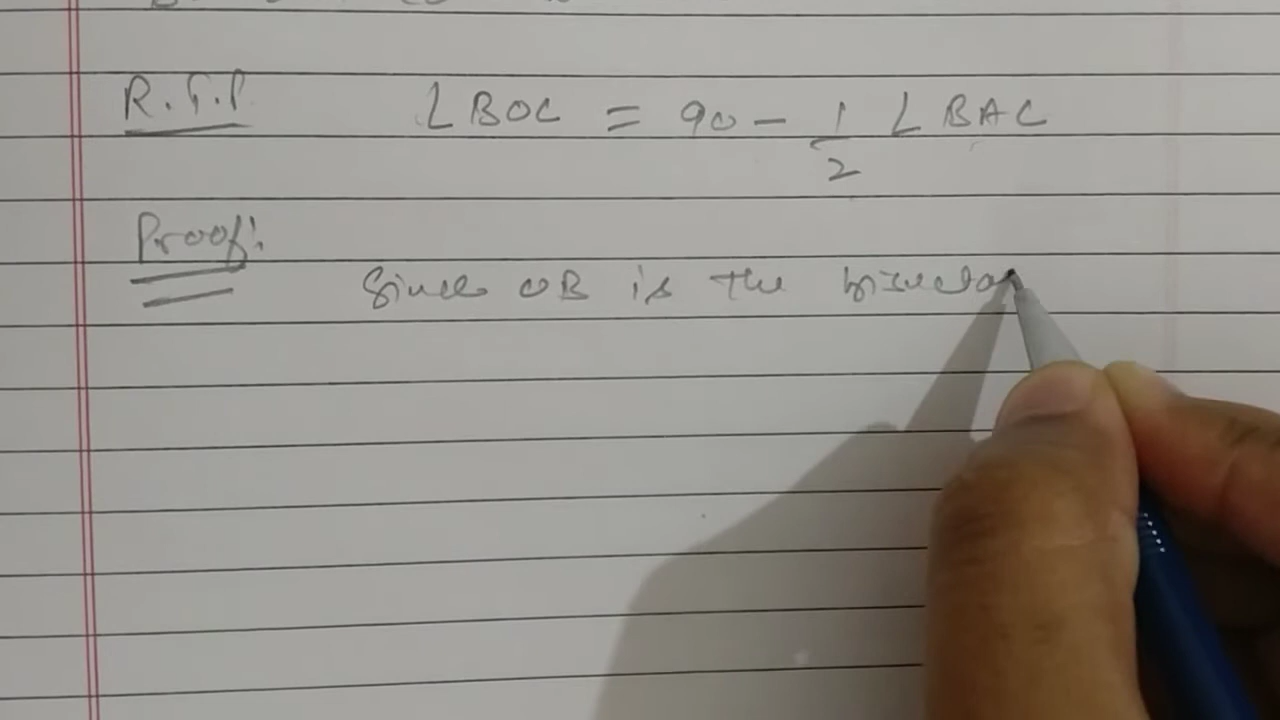 R.T.P ∠BOC = 90 - 1/2 ∠BAC
Proof:
Since OB is the bisector